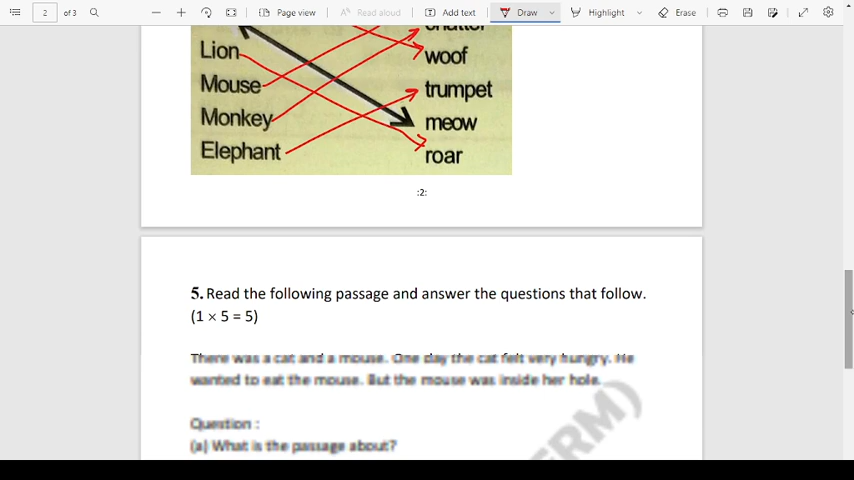 Page view
Read aloud
Add text
Draw
Highlight
Erase
2 of 3
chatter
Lion
woof
Mouse
trumpet
Monkey
meow
Elephant
roar
:2:
5. Read the following passage and answer the questions that follow.
(1 × 5 = 5)
There was a cat and a mouse. One day the cat felt very hungry. He
wanted to eat the mouse. But the mouse was inside her hole.
Question :
(a) What is the passage about?
ERM)